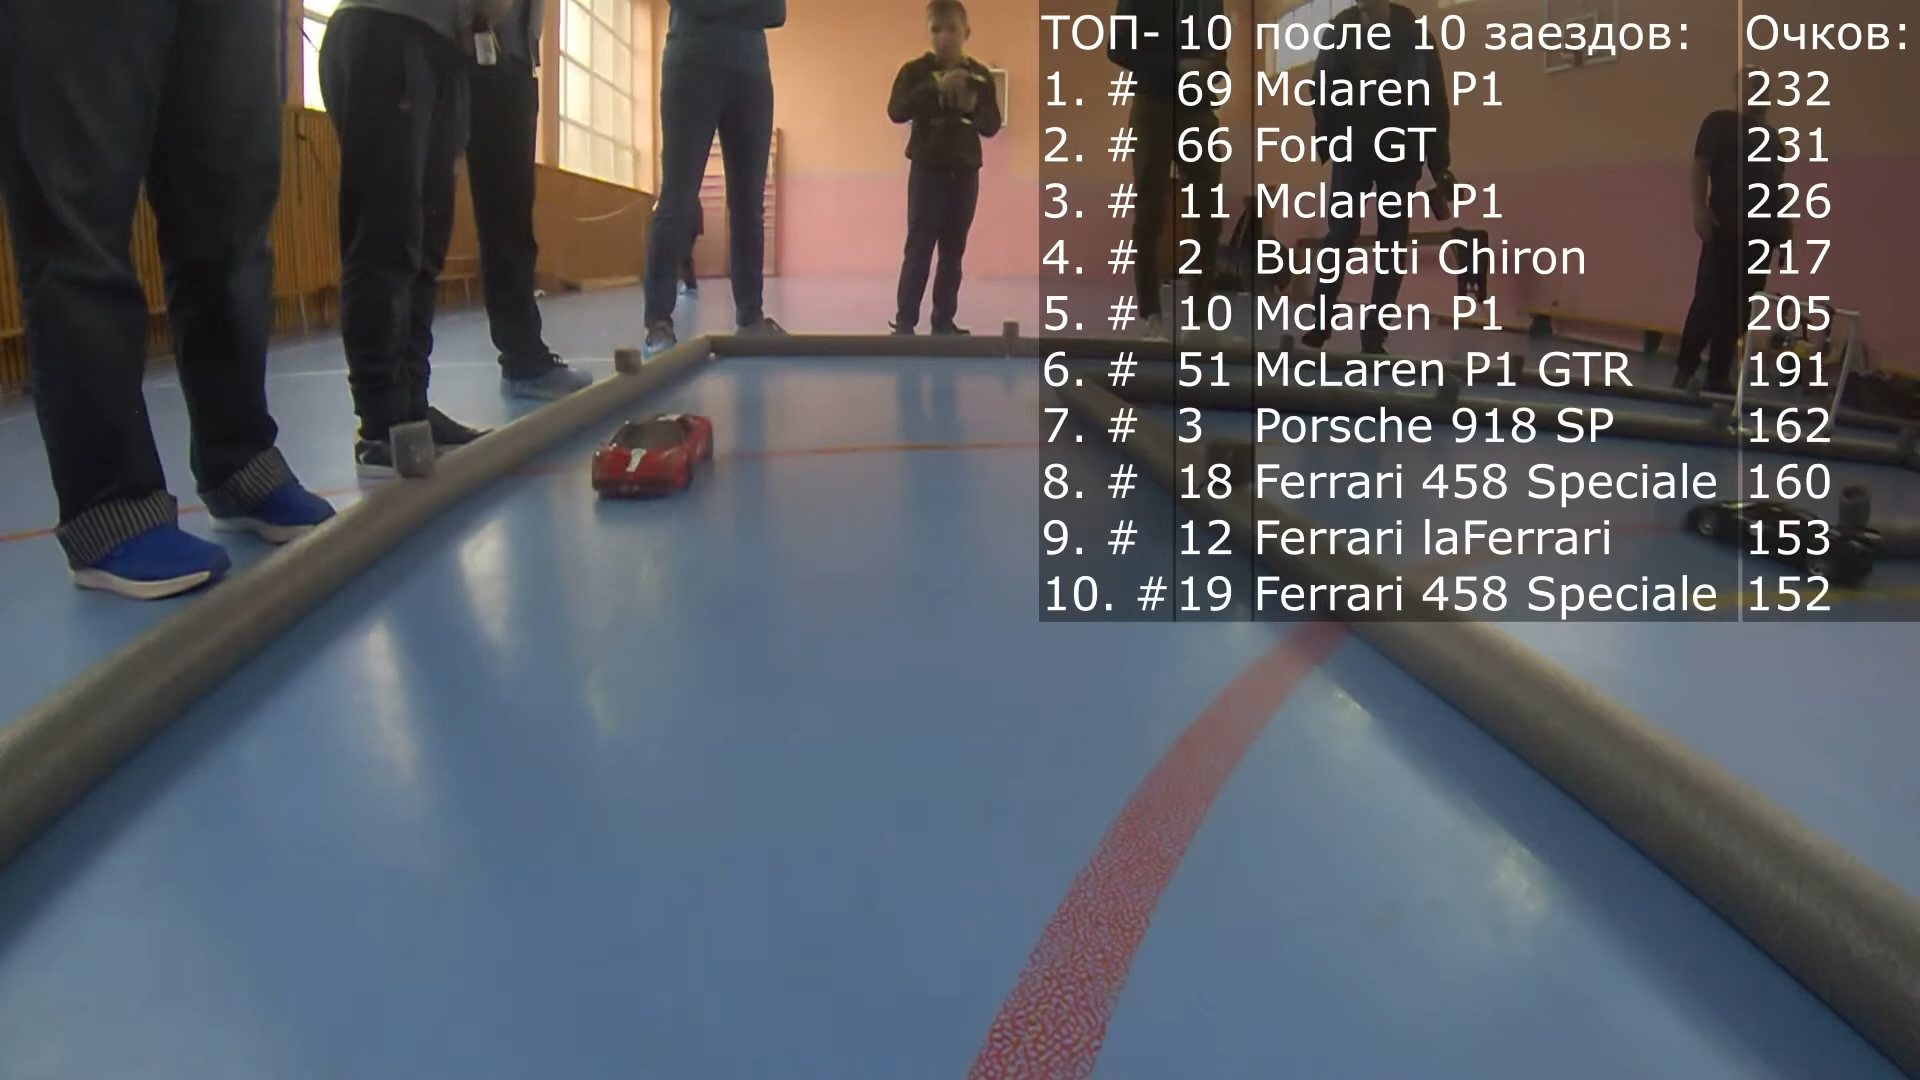 ТОП- 10 после 10 заездов: Очков:
1. # 69 Mclaren P1 232
2. # 66 Ford GT 231
3. # 11 Mclaren P1 226
4. # 2 Bugatti Chiron 217
5. # 10 Mclaren P1 205
6. # 51 McLaren P1 GTR 191
7. # 3 Porsche 918 SP 162
8. # 18 Ferrari 458 Speciale 160
9. # 12 Ferrari laFerrari 153
10. # 19 Ferrari 458 Speciale 152